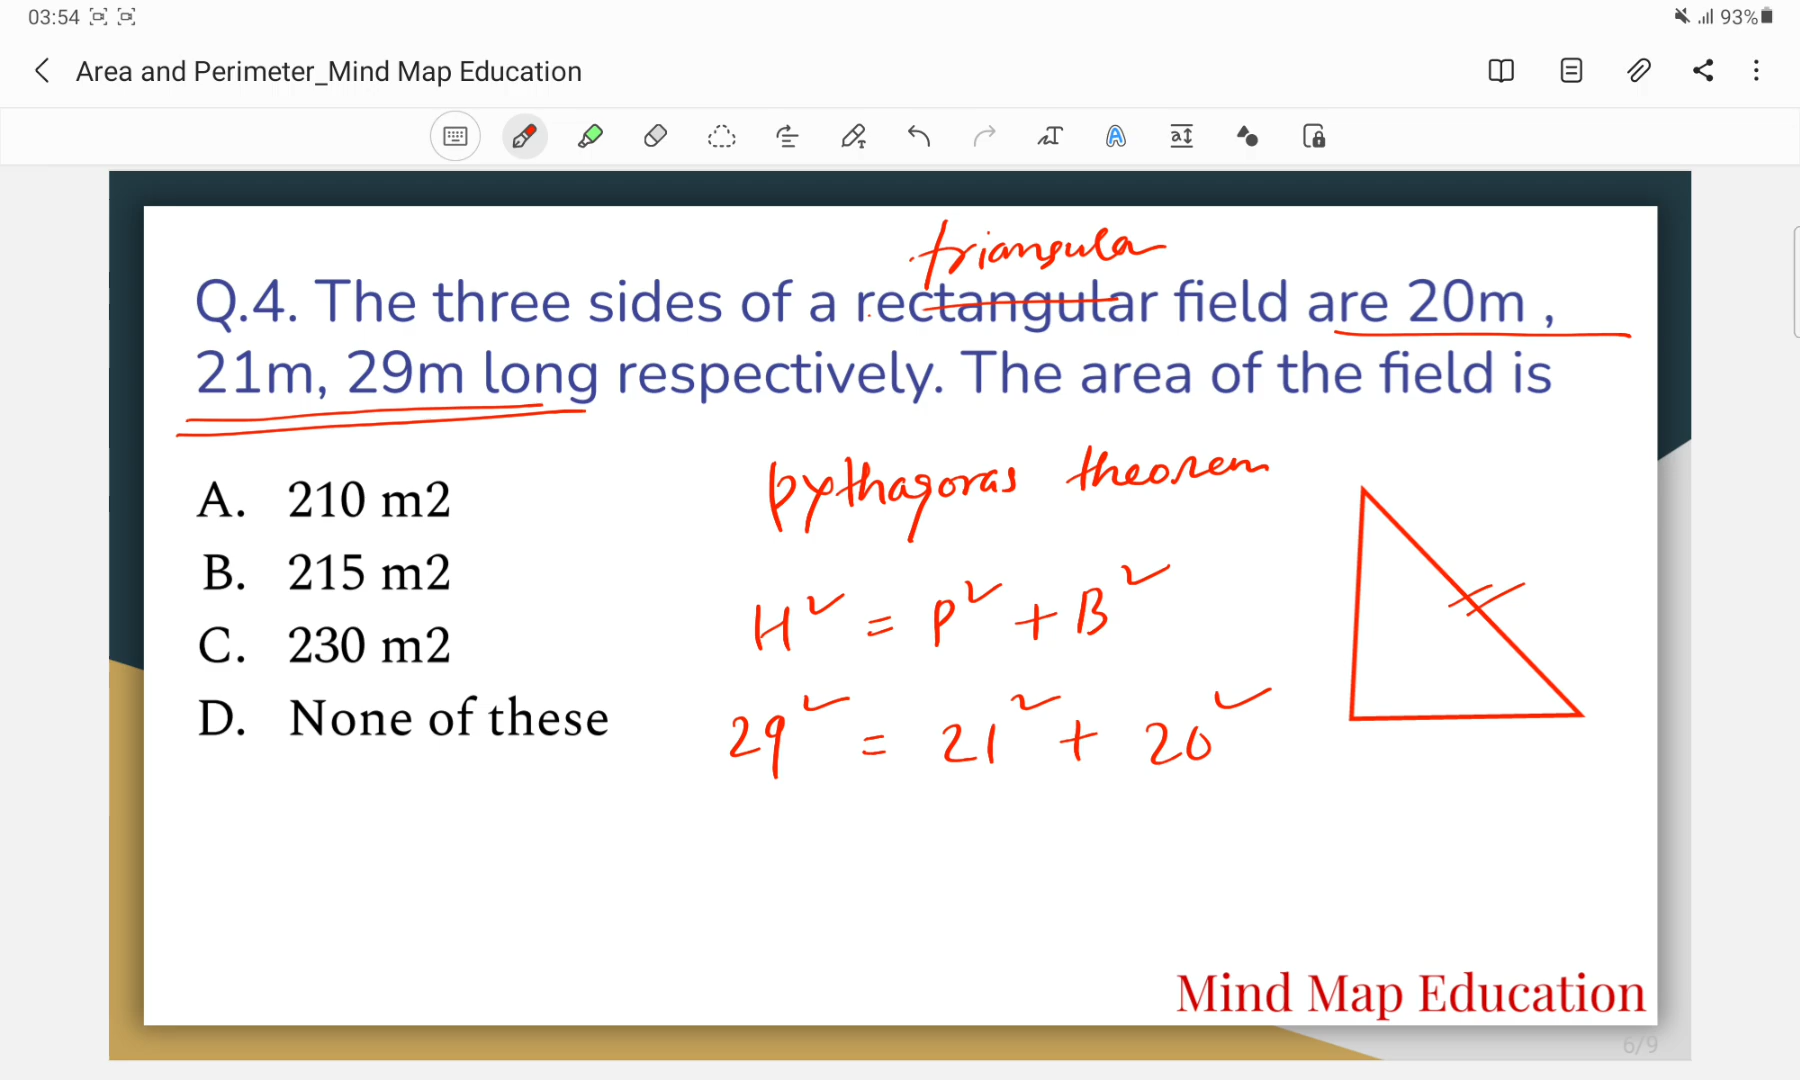 03:54
93%
Area and Perimeter_Mind Map Education
triangula
Q.4. The three sides of a rectangular field are 20m ,
21m, 29m long respectively. The area of the field is
A. 210 m2
B. 215 m2
C. 230 m2
D. None of these
pythagoras theorem
H² = P² + B²
29² = 21² + 20²
Mind Map Education
6/9